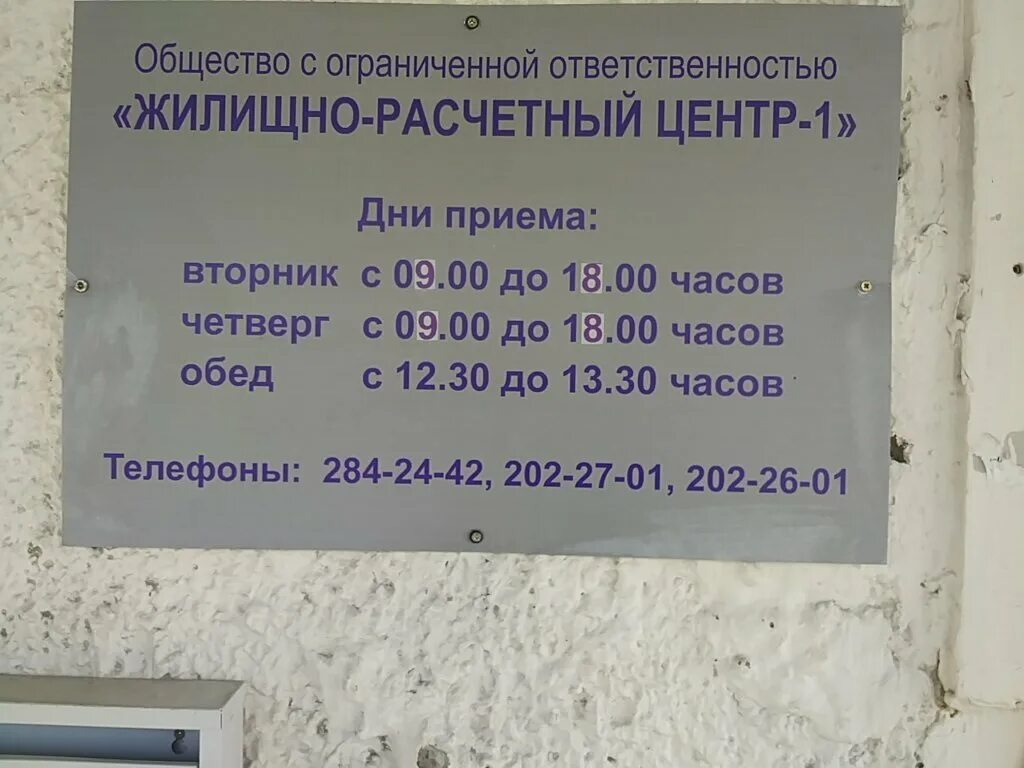 Общество с ограниченной ответственностью
«ЖИЛИЩНО-РАСЧЕТНЫЙ ЦЕНТР-1»
Дни приема:
вторник с 09.00 до 18.00 часов
четверг с 09.00 до 18.00 часов
обед с 12.30 до 13.30 часов
Телефоны: 284-24-42, 202-27-01, 202-26-01